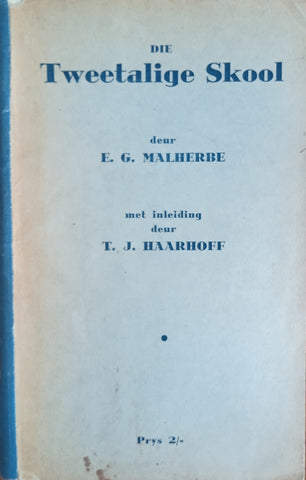 DIE
Tweetalige Skool
deur
E. G. MALHERBE
met inleiding
deur
T. J. HAARHOFF
Prys 2/-